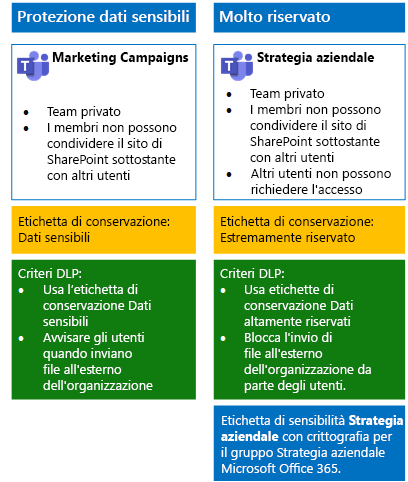 Protezione dati sensibili
Marketing Campaigns
• Team privato
• I membri non possono
condividere il sito di
SharePoint sottostante
con altri utenti
Etichetta di conservazione:
Dati sensibili
Criteri DLP:
• Usa l'etichetta di
conservazione Dati
sensibili
• Avvisare gli utenti
quando inviano
file all'esterno
dell'organizzazione
Molto riservato
Strategia aziendale
• Team privato
• I membri non possono
condividere il sito di
SharePoint sottostante
con altri utenti
• Altri utenti non possono
richiedere l'accesso
Etichetta di conservazione:
Estremamente riservato
Criteri DLP:
• Usa etichette di
conservazione Dati
altamente riservati
• Blocca l'invio di
file all'esterno
dell'organizzazione da
parte degli utenti.
Etichetta di sensibilità Strategia
aziendale con crittografia per
il gruppo Strategia aziendale
Microsoft Office 365.